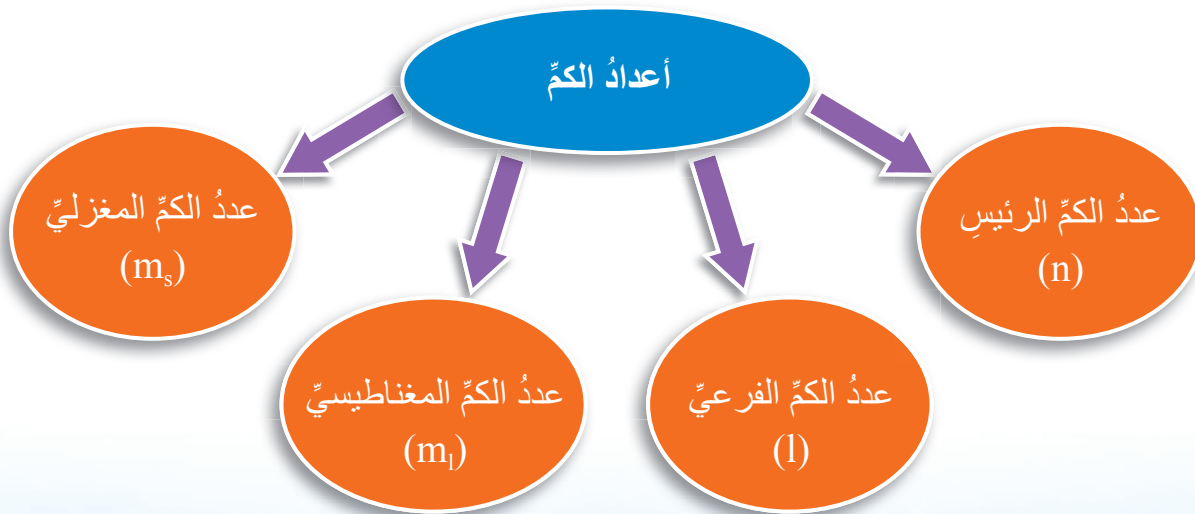 أعدادُ الكمِّ
عددُ الكمِّ الرئيسِ
(n)
عددُ الكمِّ الفرعيِّ
(l)
عددُ الكمِّ المغناطيسيِّ
(mₗ)
عددُ الكمِّ المغزليِّ
(mₛ)